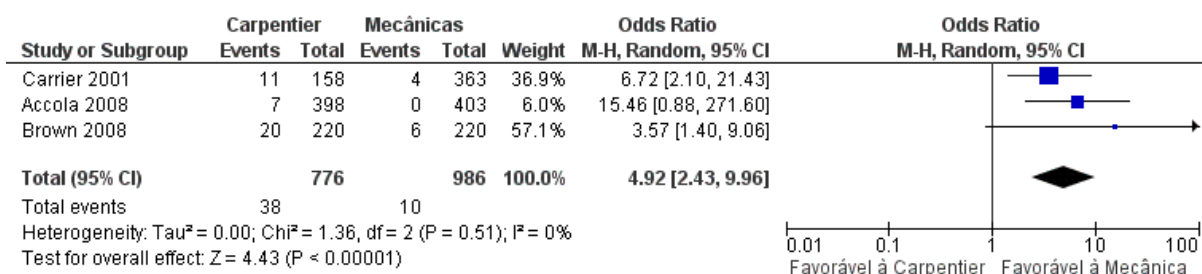 Carpentier Mecânicas Odds Ratio Odds Ratio
Study or Subgroup Events Total Events Total Weight M-H, Random, 95% CI M-H, Random, 95% CI
Carrier 2001 11 158 4 363 36.9% 6.72 [2.10, 21.43]
Accola 2008 7 398 0 403 6.0% 15.46 [0.88, 271.60]
Brown 2008 20 220 6 220 57.1% 3.57 [1.40, 9.06]
Total (95% CI) 776 986 100.0% 4.92 [2.43, 9.96]
Total events 38 10
Heterogeneity: Tau² = 0.00; Chi² = 1.36, df = 2 (P = 0.51); I² = 0%
Test for overall effect: Z = 4.43 (P < 0.00001)
0.01 0.1 1 10 100
Favorável à Carpentier Favorável à Mecânica